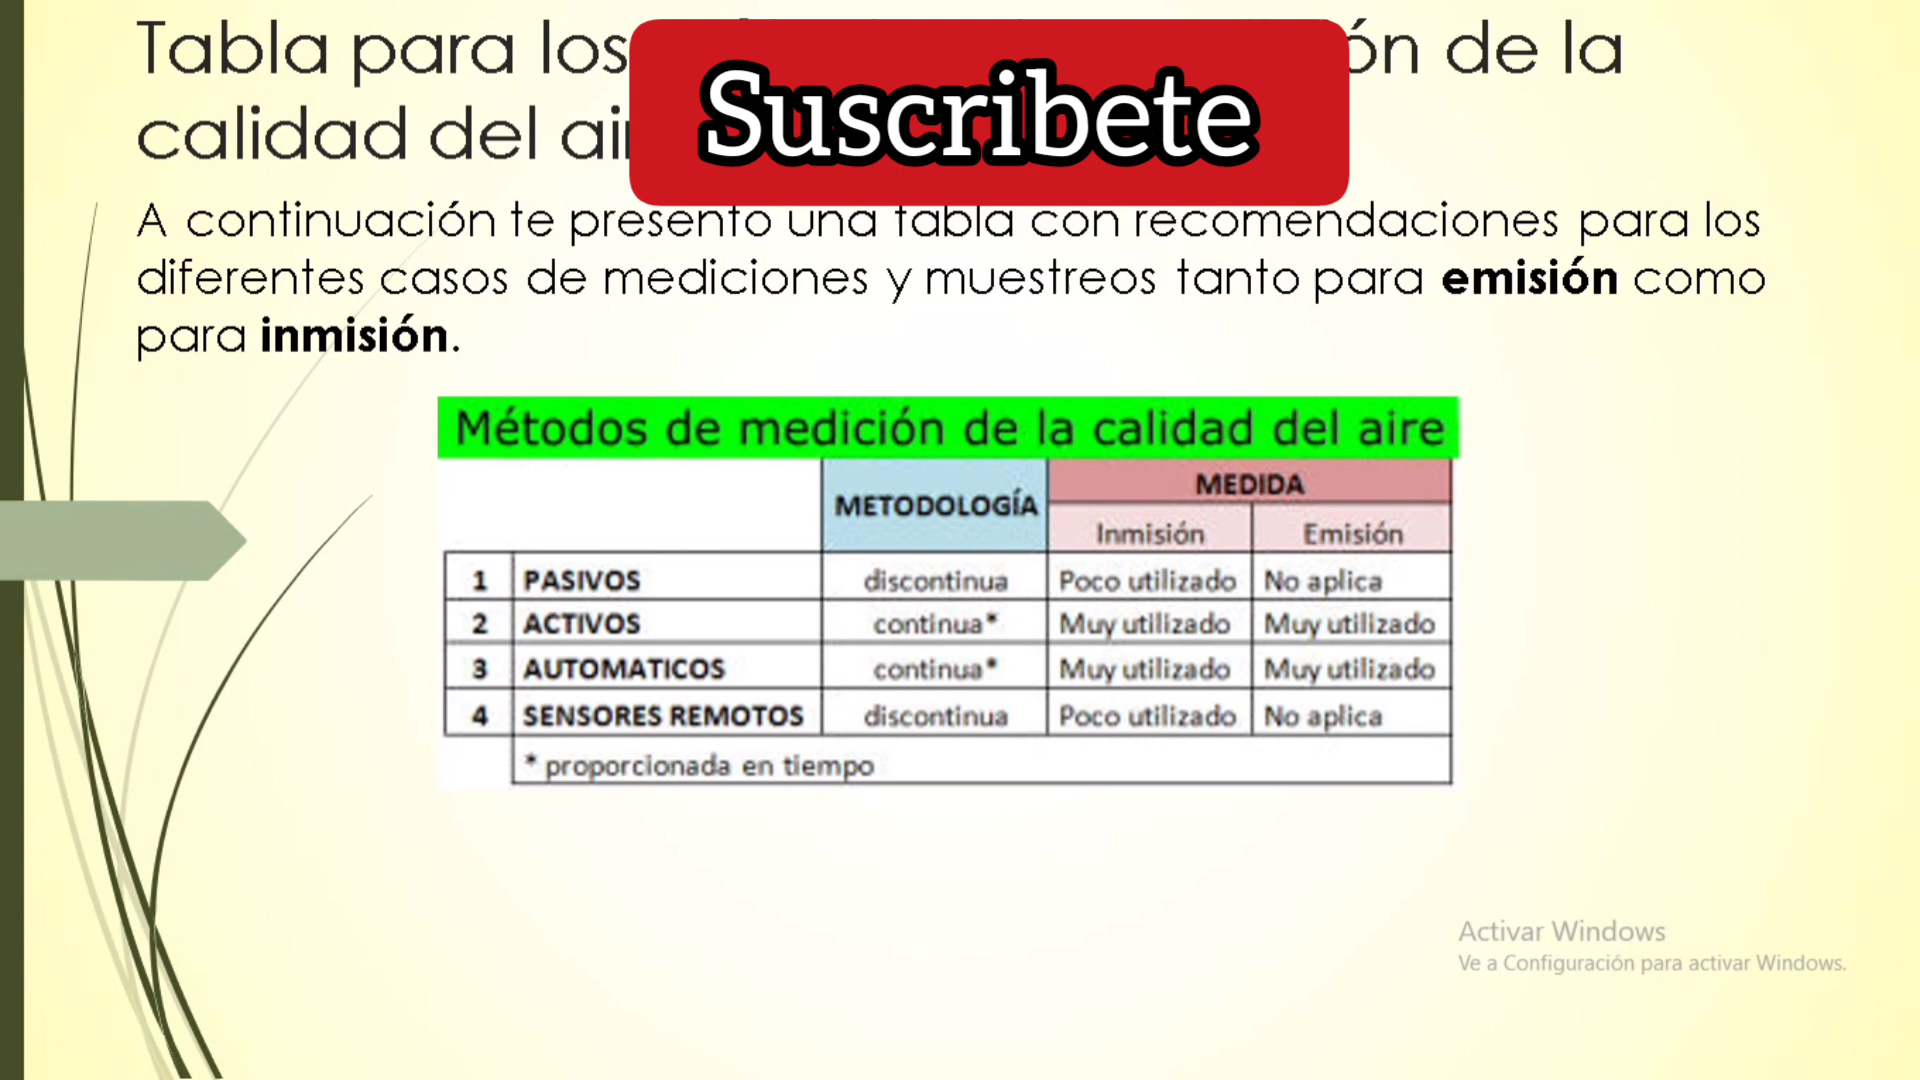 Tabla para los ón de la
Suscribete
calidad del
A continuación te presento una tabla con recomendaciones para los
diferentes casos de mediciones y muestreos tanto para emisión como
para inmisión.
Métodos de medición de la calidad del aire
METODOLOGÍA MEDIDA
Inmisión Emisión
1 PASIVOS discontinua Poco utilizado No aplica
2 ACTIVOS continua* Muy utilizado Muy utilizado
3 AUTOMATICOS continua* Muy utilizado Muy utilizado
4 SENSORES REMOTOS discontinua Poco utilizado No aplica
* proporcionada en tiempo
Activar Windows
Ve a Configuración para activar Windows.